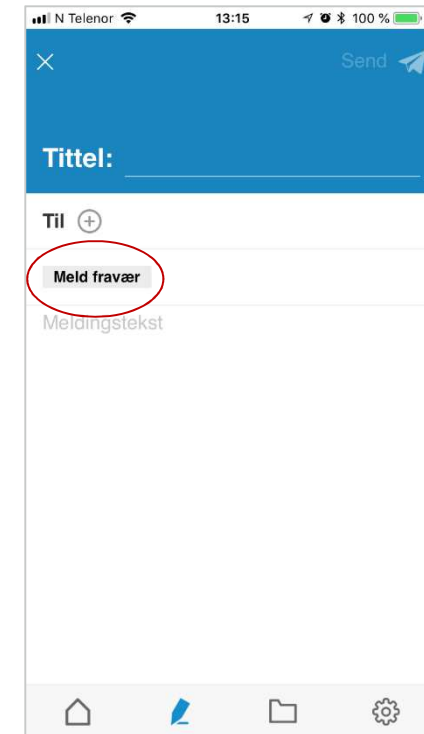 N Telenor 13:15 100 %
Send
Tittel:
Til
Meld fravær
Meldingstekst